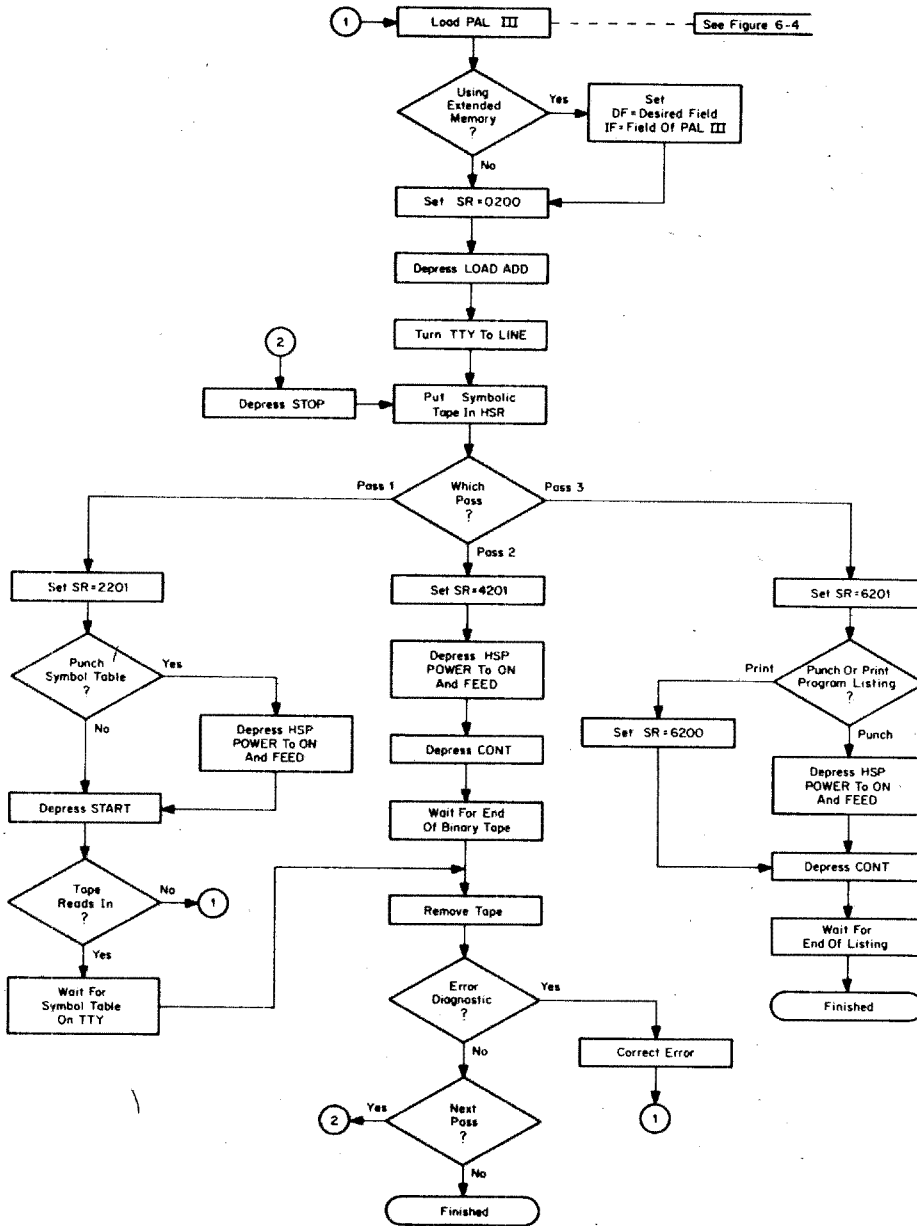 1
Load PAL III
See Figure 6-4
Using
Extended
Memory
?
Yes
Set
DF=Desired Field
IF=Field Of PAL III
No
Set SR=0200
Depress LOAD ADD
Turn TTY To LINE
2
Depress STOP
Put Symbolic
Tape In HSR
Which
Pass
?
Pass 1
Pass 3
Pass 2
Set SR=2201
Set SR=4201
Set SR=6201
Punch
Symbol Table
?
Yes
No
Depress HSP
POWER To ON
And FEED
Depress HSP
POWER To ON
And FEED
Print
Punch Or Print
Program Listing
?
Punch
Set SR=6200
Depress HSP
POWER To ON
And FEED
Depress START
Depress CONT
Wait For End
Of Binary Tape
Depress CONT
Tape
Reads In
?
No
1
Yes
Wait For
Symbol Table
On TTY
Remove Tape
Wait For
End Of Listing
Finished
Error
Diagnostic
?
Yes
No
Correct Error
1
Next
Pass
?
Yes
2
No
Finished